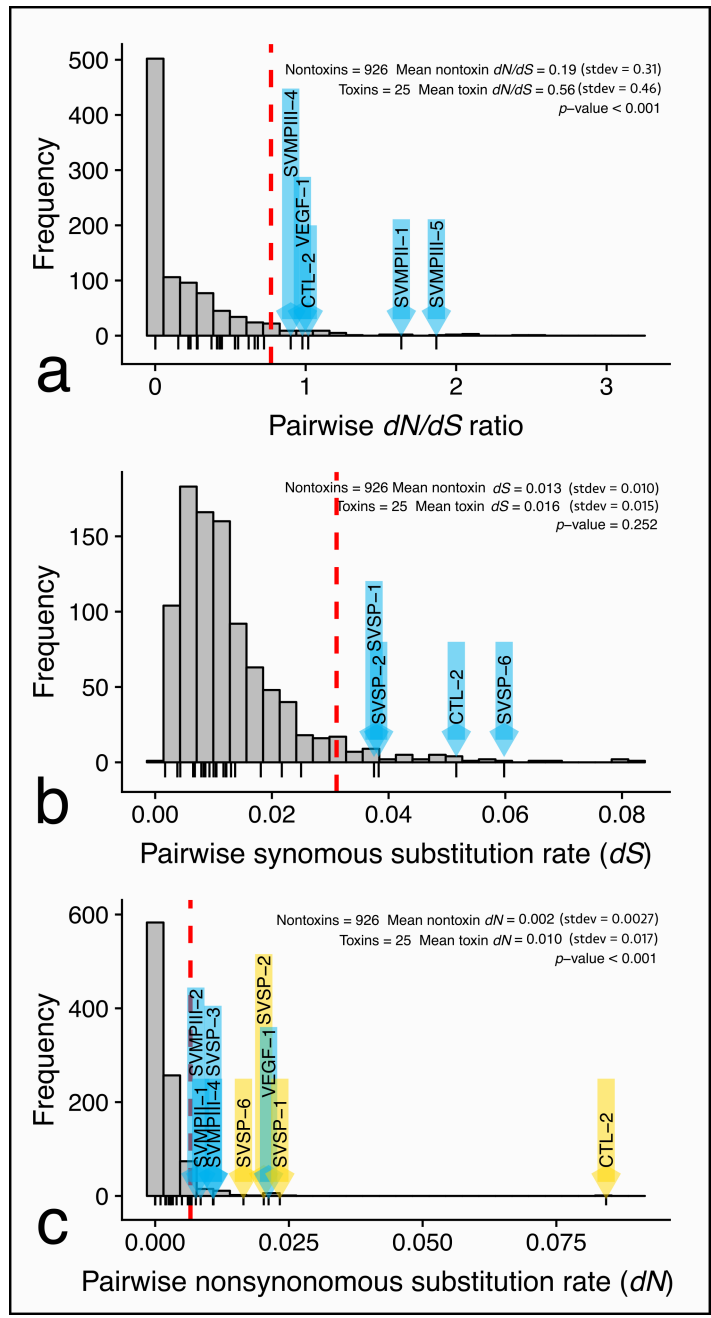 500
400
300
200
100
0
Frequency
Nontoxins = 926 Mean nontoxin dN/dS = 0.19 (stdev = 0.31)
Toxins = 25 Mean toxin dN/dS = 0.56 (stdev = 0.46)
p–value < 0.001
SVMPIII–4
VEGF–1
CTL–2
SVMPII–1
SVMPIII–5
a
0
1
2
3
Pairwise dN/dS ratio
150
100
50
0
Frequency
Nontoxins = 926 Mean nontoxin dS = 0.013 (stdev = 0.010)
Toxins = 25 Mean toxin dS = 0.016 (stdev = 0.015)
p–value = 0.252
SVSP–1
SVSP–2
CTL–2
SVSP–6
b
0.00
0.02
0.04
0.06
0.08
Pairwise synomous substitution rate (dS)
600
400
200
0
Frequency
Nontoxins = 926 Mean nontoxin dN = 0.002 (stdev = 0.0027)
Toxins = 25 Mean toxin dN = 0.010 (stdev = 0.017)
p–value < 0.001
SVMPIII–2
SVSP–3
SVMPII–1
SVMPIII–4
SVSP–6
SVSP–2
VEGF–1
SVSP–1
CTL–2
c
0.000
0.025
0.050
0.075
Pairwise nonsynonomous substitution rate (dN)